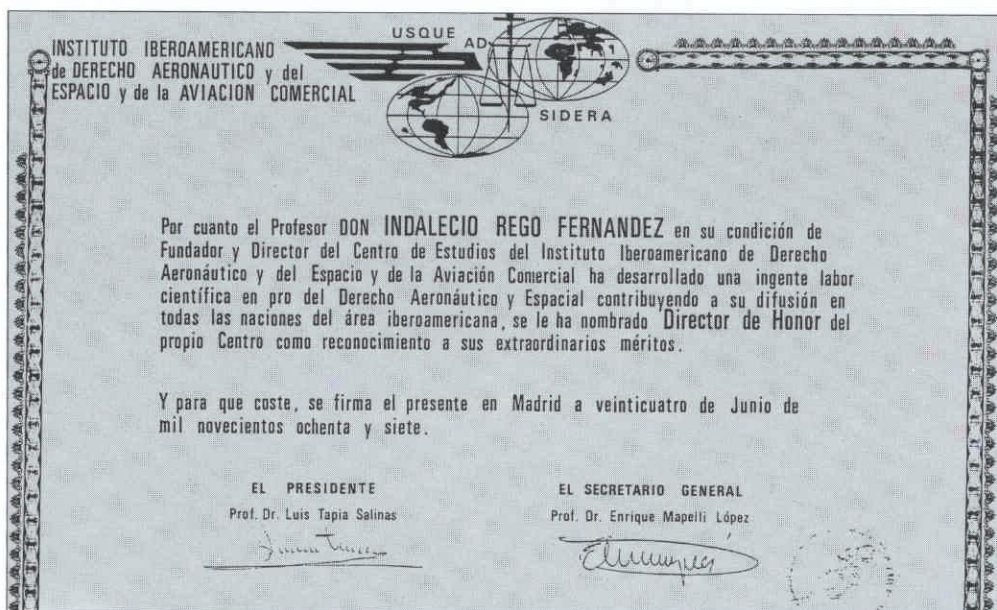 INSTITUTO IBEROAMERICANO
de DERECHO AERONAUTICO y del
ESPACIO y de la AVIACION COMERCIAL
USQUE AD
SIDERA
Por cuanto el Profesor DON INDALECIO REGO FERNANDEZ en su condición de
Fundador y Director del Centro de Estudios del Instituto Iberoamericano de Derecho
Aeronáutico y del Espacio y de la Aviación Comercial ha desarrollado una ingente labor
científica en pro del Derecho Aeronáutico y Espacial contribuyendo a su difusión en
todas las naciones del área iberoamericana, se le ha nombrado Director de Honor del
propio Centro como reconocimiento a sus extraordinarios méritos.
Y para que coste, se firma el presente en Madrid a veinticuatro de Junio de
mil novecientos ochenta y siete.
EL PRESIDENTE
Prof. Dr. Luis Tapia Salinas
EL SECRETARIO GENERAL
Prof. Dr. Enrique Mapelli López